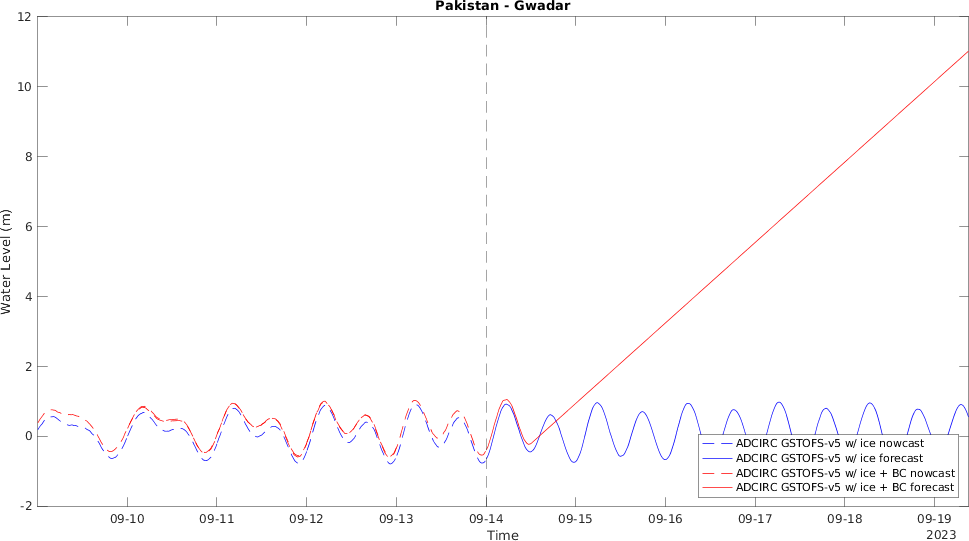 Pakistan - Gwadar
Water Level (m)
12
10
8
6
4
2
0
-2
ADCIRC GSTOFS-v5 w/ ice nowcast
ADCIRC GSTOFS-v5 w/ ice forecast
ADCIRC GSTOFS-v5 w/ ice + BC nowcast
ADCIRC GSTOFS-v5 w/ ice + BC forecast
09-10 09-11 09-12 09-13 09-14 09-15 09-16 09-17 09-18 09-19
Time
2023